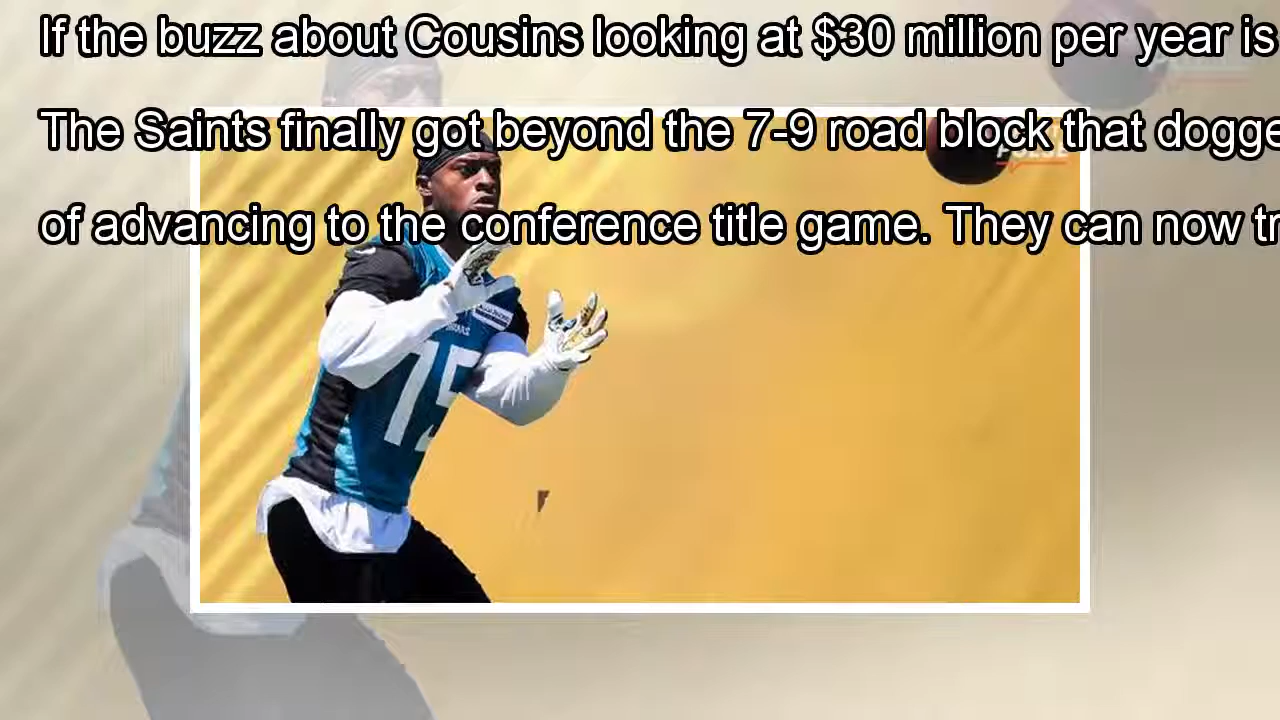 If the buzz about Cousins looking at $30 million per year is
The Saints finally got beyond the 7-9 road block that dogge
of advancing to the conference title game. They can now tr
15